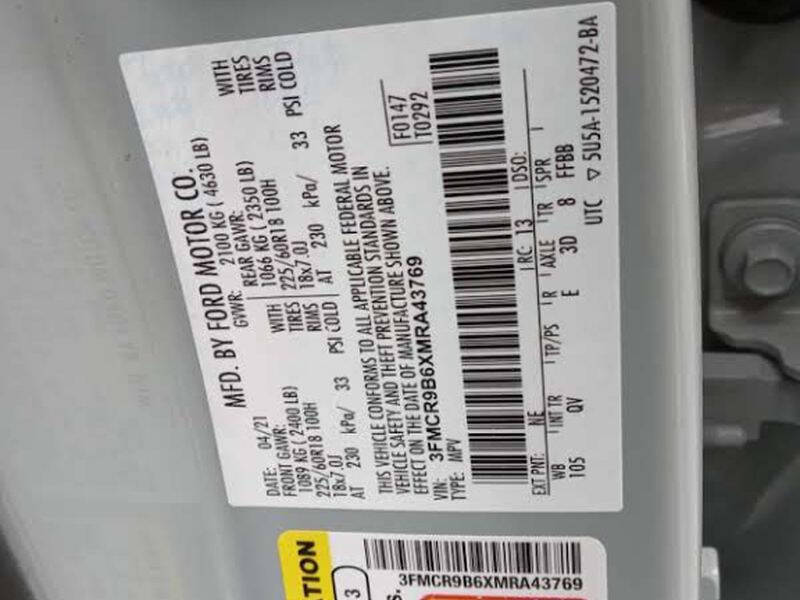 MFD. BY FORD MOTOR CO.
DATE: 04/21 GVWR: 2100 KG ( 4630 LB)
FRONT GAWR: REAR GAWR: WITH
1089 KG ( 2400 LB) WITH 1066 KG ( 2350 LB) TIRES
225/60R18 100H TIRES 225/60R18 100H RIMS
18x7.0J RIMS 18x7.0J
AT 230 kPa/ 33 PSI COLD AT 230 kPa/ 33 PSI COLD
THIS VEHICLE CONFORMS TO ALL APPLICABLE FEDERAL MOTOR
VEHICLE SAFETY AND THEFT PREVENTION STANDARDS IN
EFFECT ON THE DATE OF MANUFACTURE SHOWN ABOVE.
VIN: 3FMCR9B6XMRA43769
TYPE: MPV
F0147
T0292
EXT PNT: NE RC: 13 DSO:
WB INT TR TP/PS R AXLE TR SPR
105 QV E 3D 8 FFBB
UTC ▽ 5U5A-1520472-BA
3FMCR9B6XMRA43769